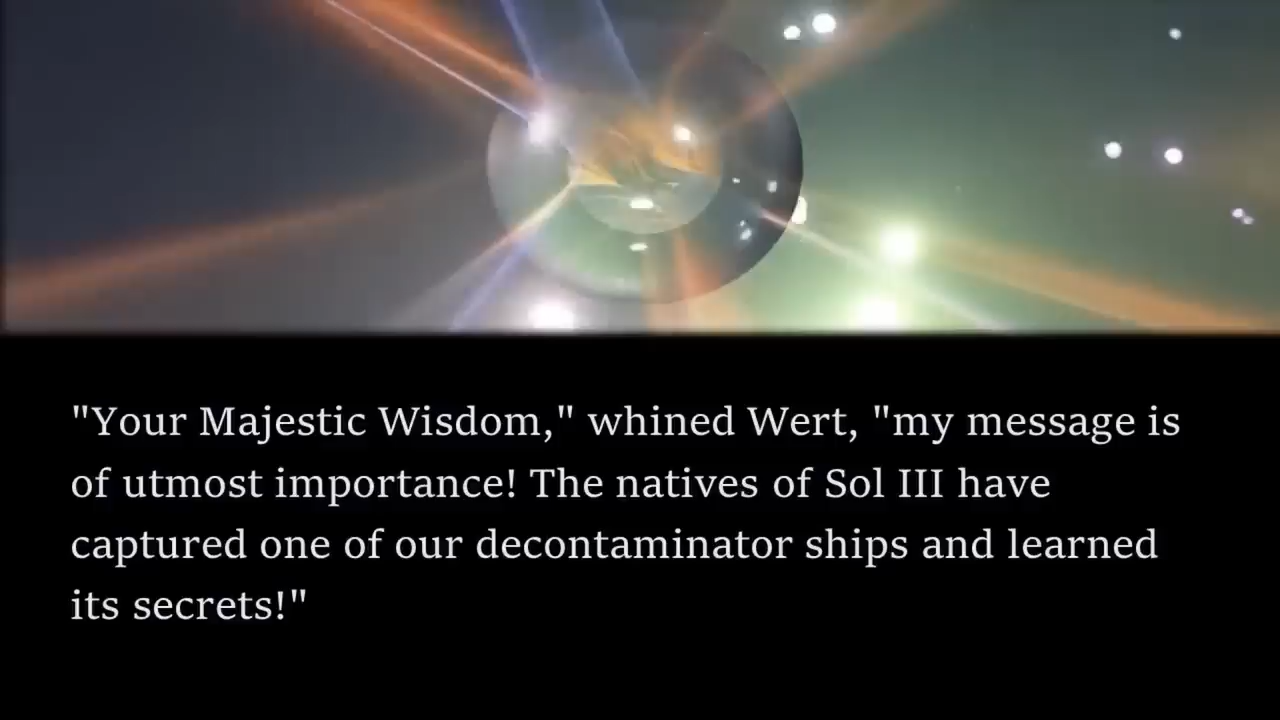 "Your Majestic Wisdom," whined Wert, "my message is
of utmost importance! The natives of Sol III have
captured one of our decontaminator ships and learned
its secrets!"